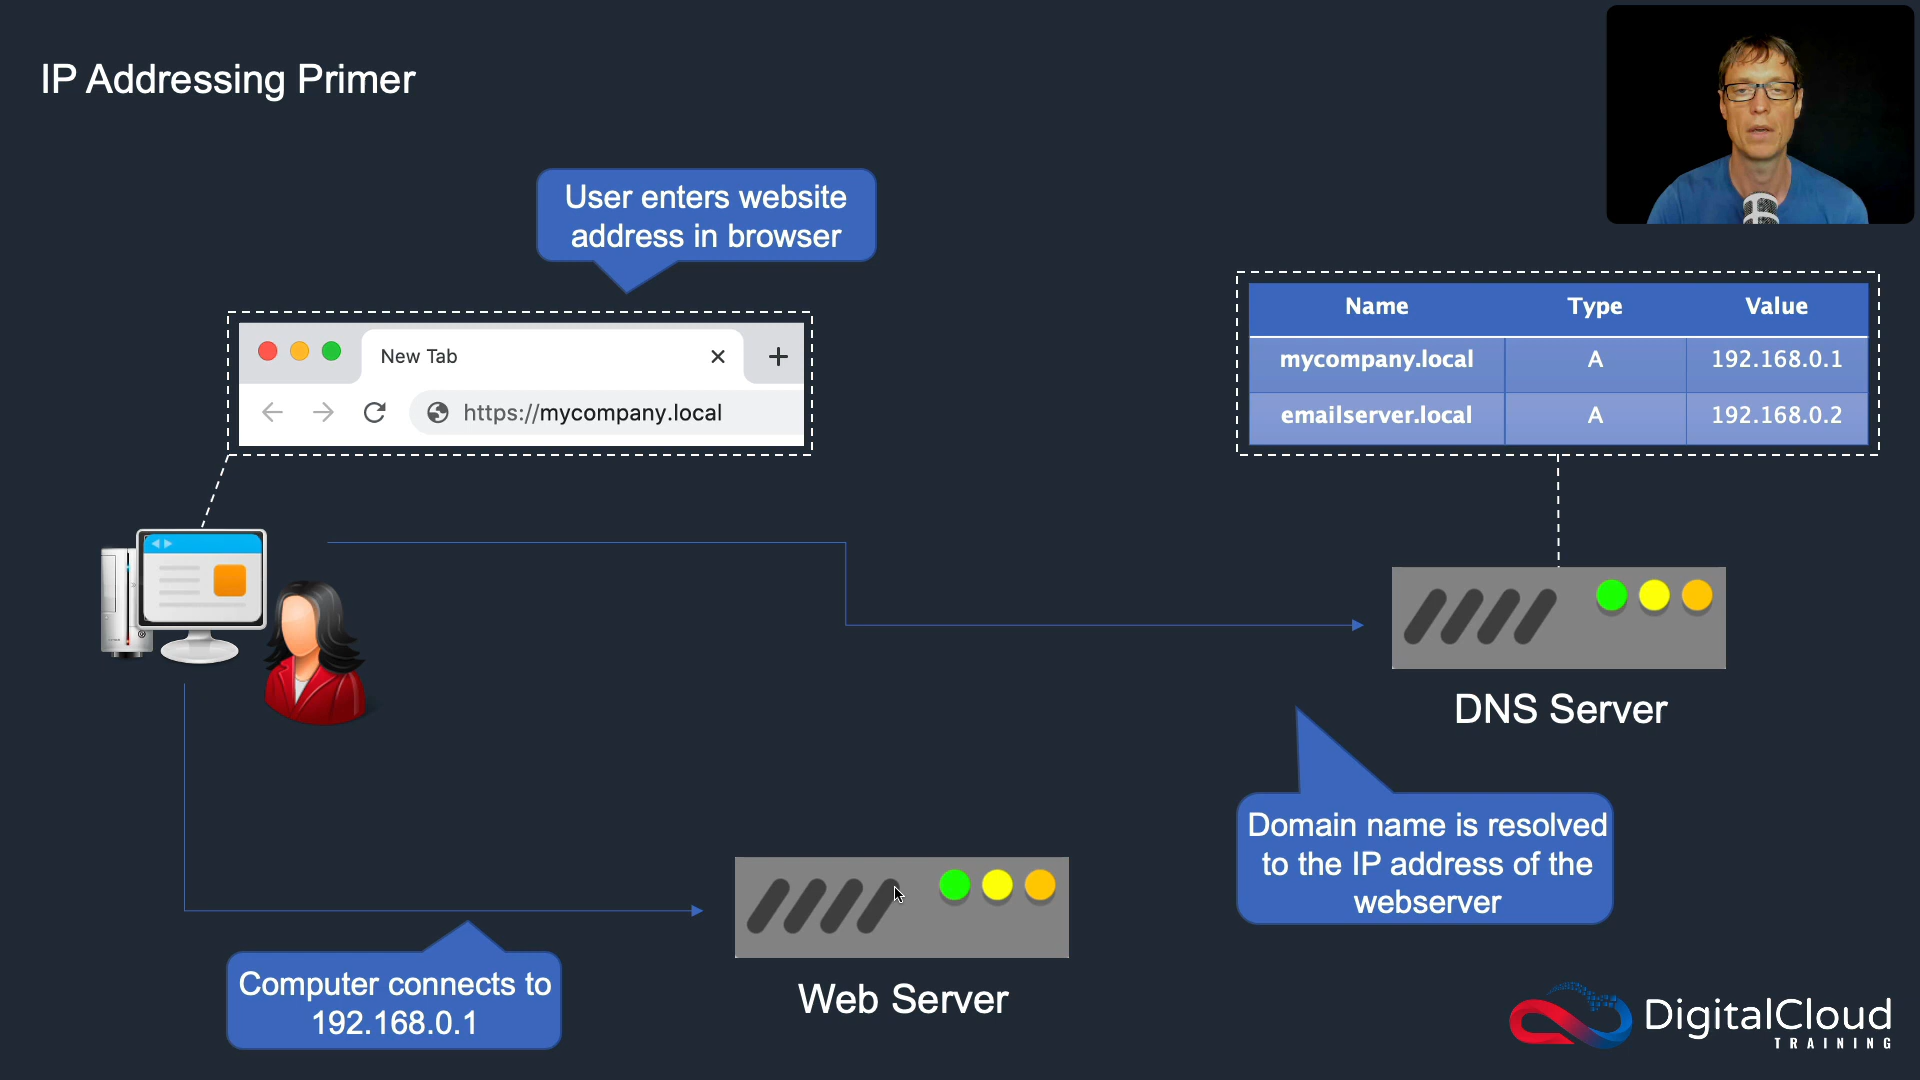 IP Addressing Primer
User enters website
address in browser
New Tab
https://mycompany.local
Name Type Value
mycompany.local A 192.168.0.1
emailserver.local A 192.168.0.2
DNS Server
Domain name is resolved
to the IP address of the
webserver
Web Server
Computer connects to
192.168.0.1
DigitalCloud
TRAINING